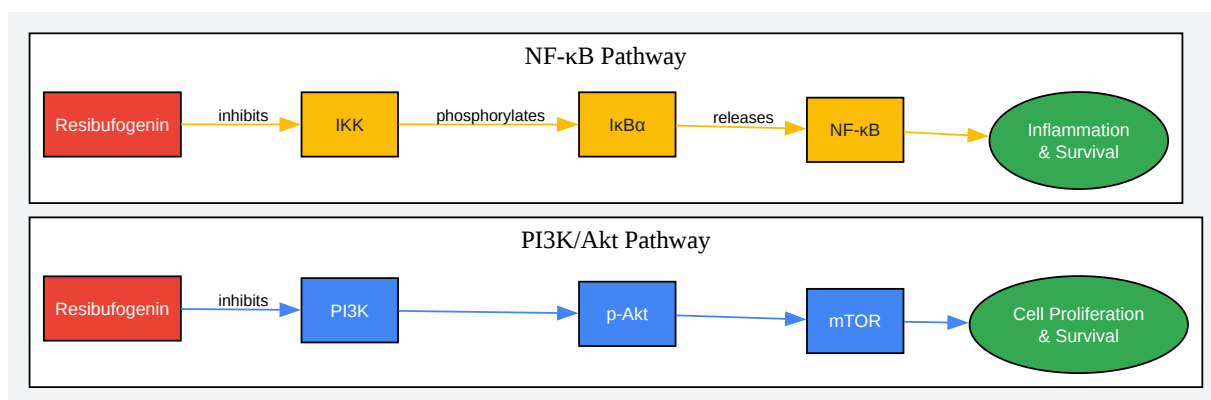 NF-κB Pathway
Resibufogenin
inhibits
IKK
phosphorylates
IκBα
releases
NF-κB
Inflammation
& Survival
PI3K/Akt Pathway
Resibufogenin
inhibits
PI3K
p-Akt
mTOR
Cell Proliferation
& Survival